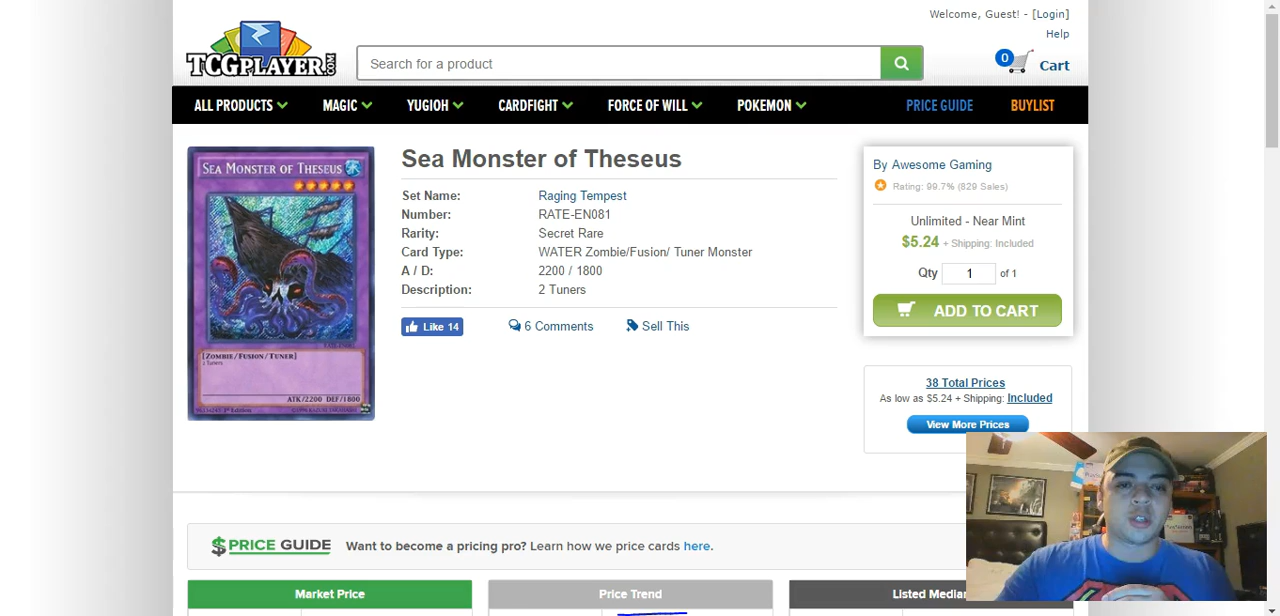 Welcome, Guest! - [Login]
Help
TCGPLAYER.COM
Search for a product
0 Cart
ALL PRODUCTS MAGIC YUGIOH CARDFIGHT FORCE OF WILL POKEMON PRICE GUIDE BUYLIST
SEA MONSTER OF THESEUS
[ZOMBIE/FUSION/TUNER]
2 Tuners
ATK/2200 DEF/1800
Sea Monster of Theseus
Set Name: Raging Tempest
Number: RATE-EN081
Rarity: Secret Rare
Card Type: WATER Zombie/Fusion/ Tuner Monster
A / D: 2200 / 1800
Description: 2 Tuners
Like 14 6 Comments Sell This
By Awesome Gaming
Rating: 99.7% (829 Sales)
Unlimited - Near Mint
$5.24 + Shipping: Included
Qty 1 of 1
ADD TO CART
38 Total Prices
As low as $5.24 + Shipping: Included
View More Prices
$PRICE GUIDE Want to become a pricing pro? Learn how we price cards here.
Market Price Price Trend Listed Median